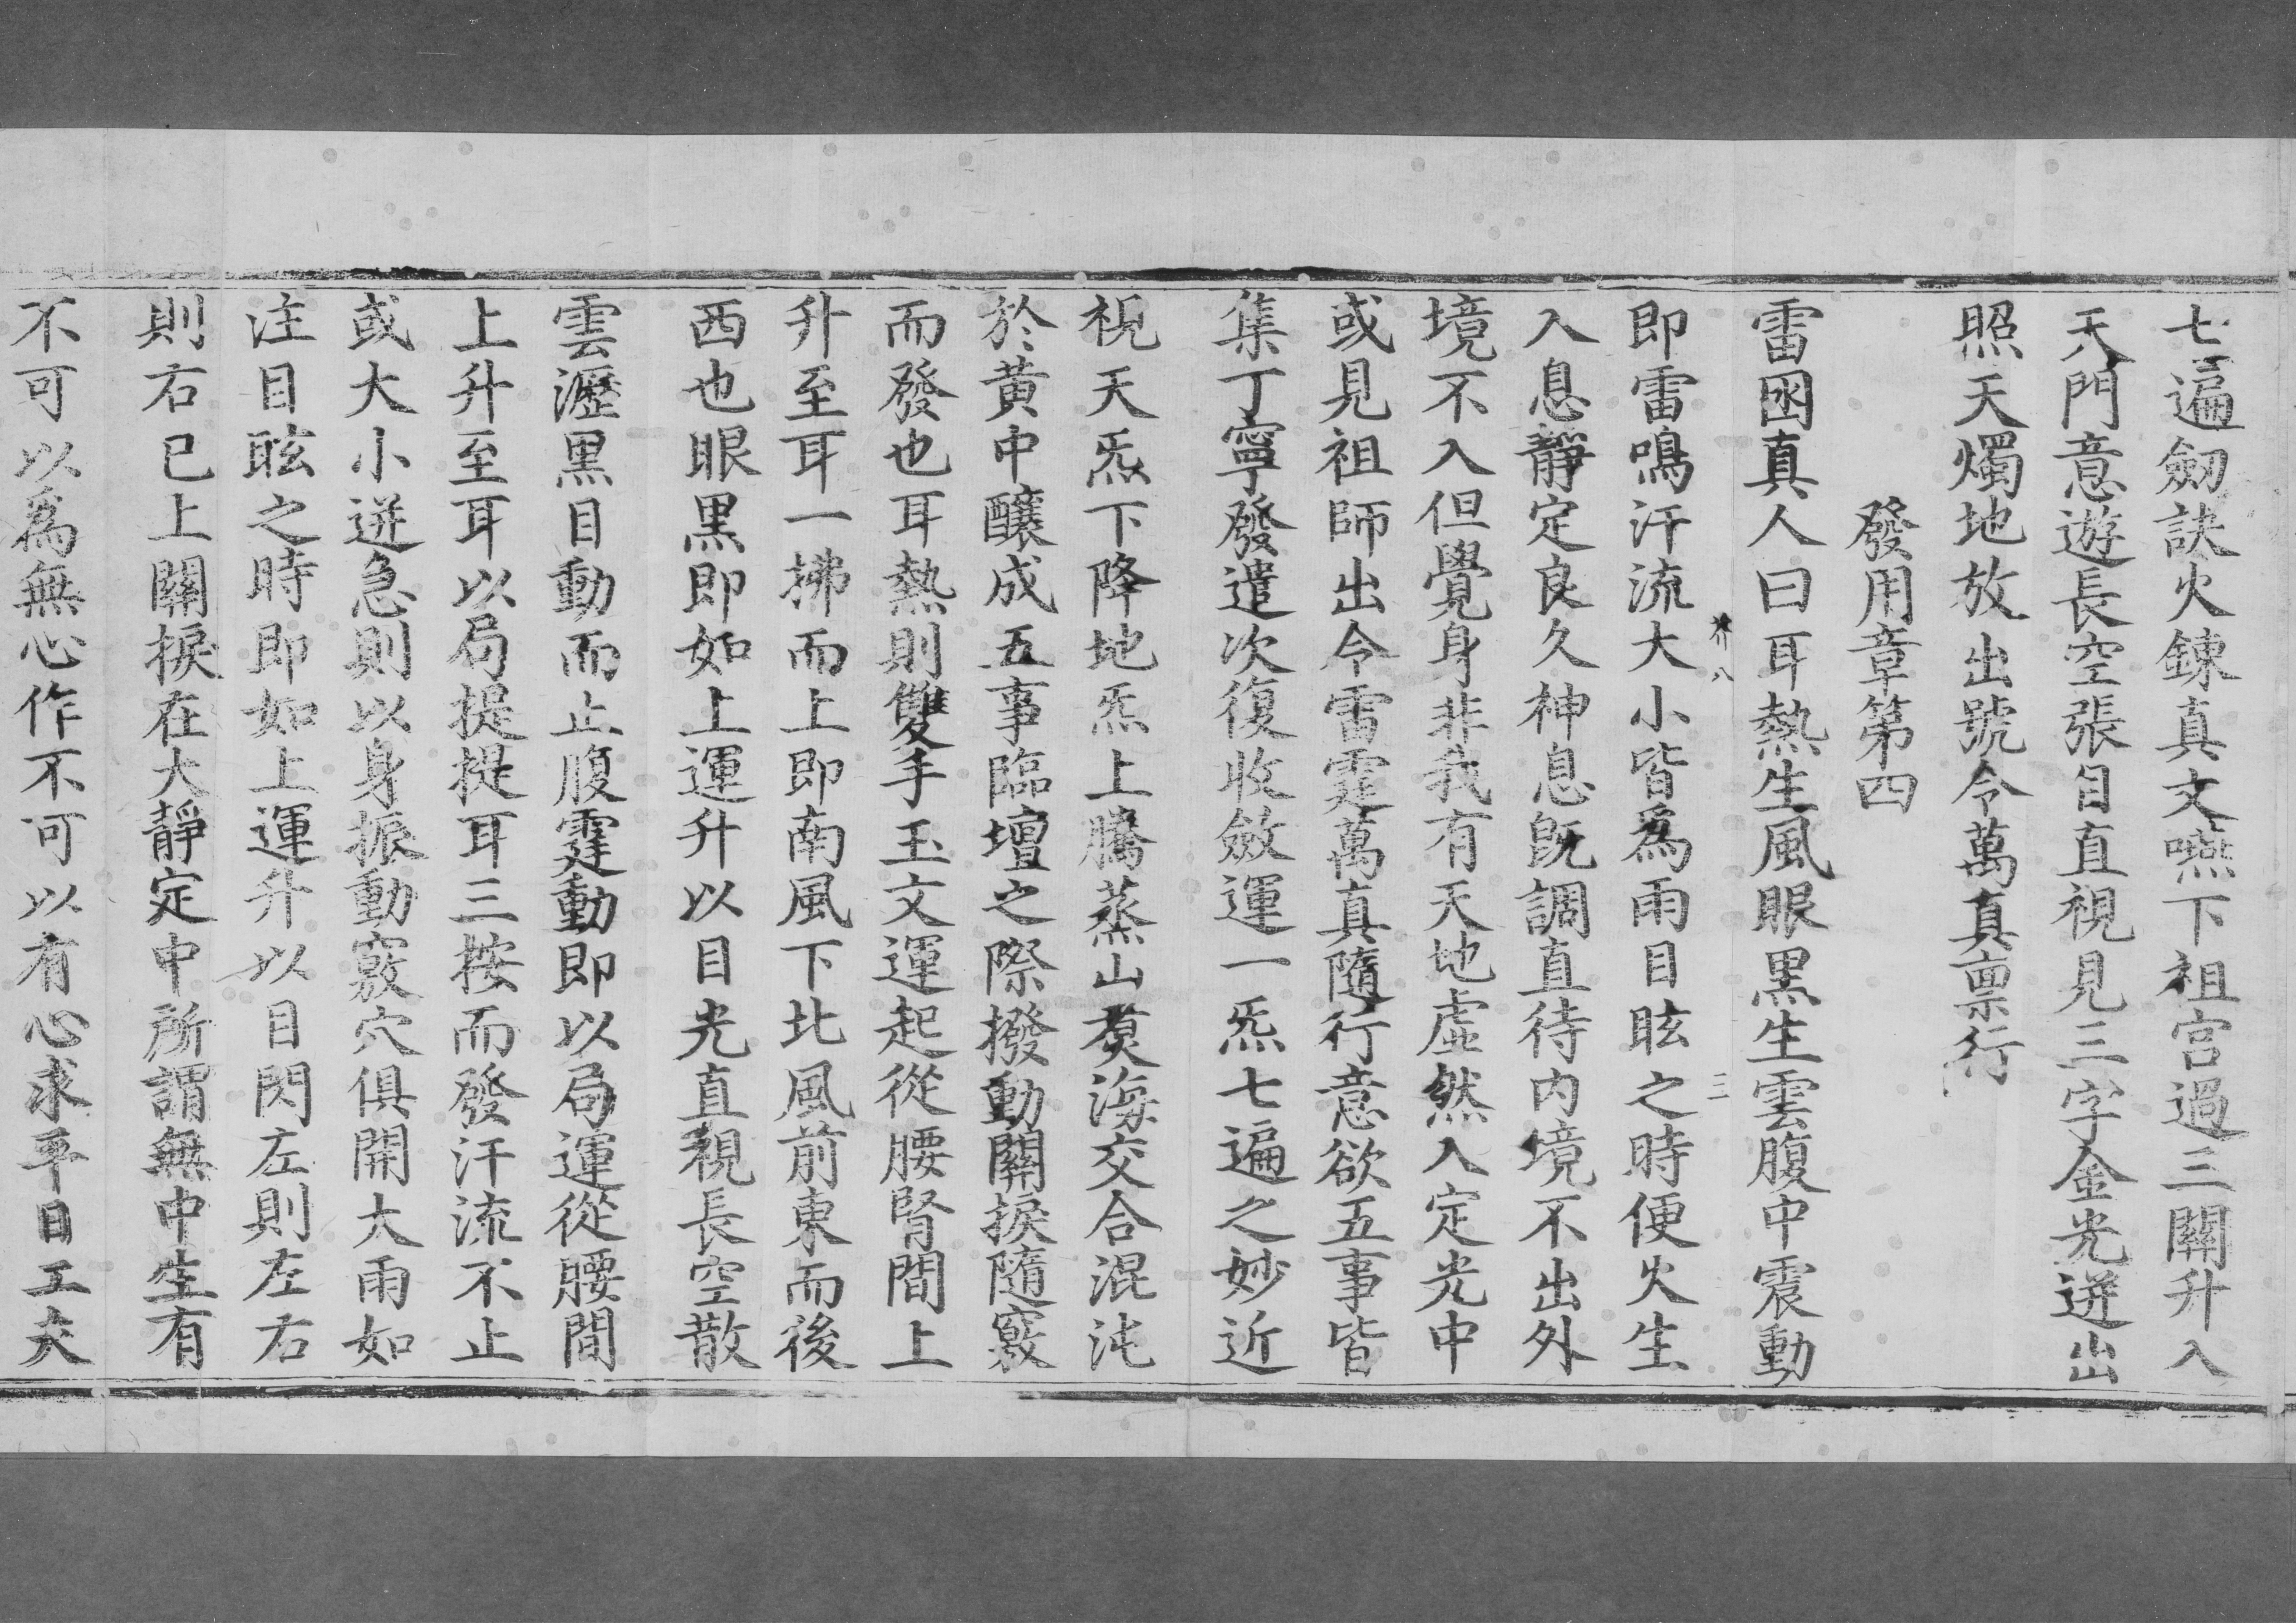 七遍劒訣火鍊真文嚥下祖宫過三關升入
天門意遊長空張目直視見三字金光迸出
照天燭地放出號令萬真禀行
發用章第四
雷囦真人曰耳熱生風眼黒生雲腹中震動
即雷鳴汗流大小皆爲雨目眩之時便火生
入息靜定良久神息旣調直待内境不出外
境不入但覺身非我有天地虚然入定光中
或見祖師出令雷霆萬真隨行意欲五事皆
集丁寧發遣次復收斂運一炁七遍之妙近
視天炁下降地炁上騰蒸山煑海交合混沌
於黄中釀成五事臨壇之際撥動關捩隨竅
而發也耳熱則雙手玉文運起從腰腎間上
升至耳一拂而上即南風下北風前東而後
西也眼黒即如上運升以目光直視長空散
雲瀝黒目動而止腹霆動即以局運從腰間
上升至耳以局提提耳三按而發汗流不止
或大小迸急則以身振動竅穴俱開大雨如
注目眩之時即如上運升以目閃左則左右
則右已上關捩在大靜定中所謂無中生有
不可以爲無心作不可以有心求平日工夫